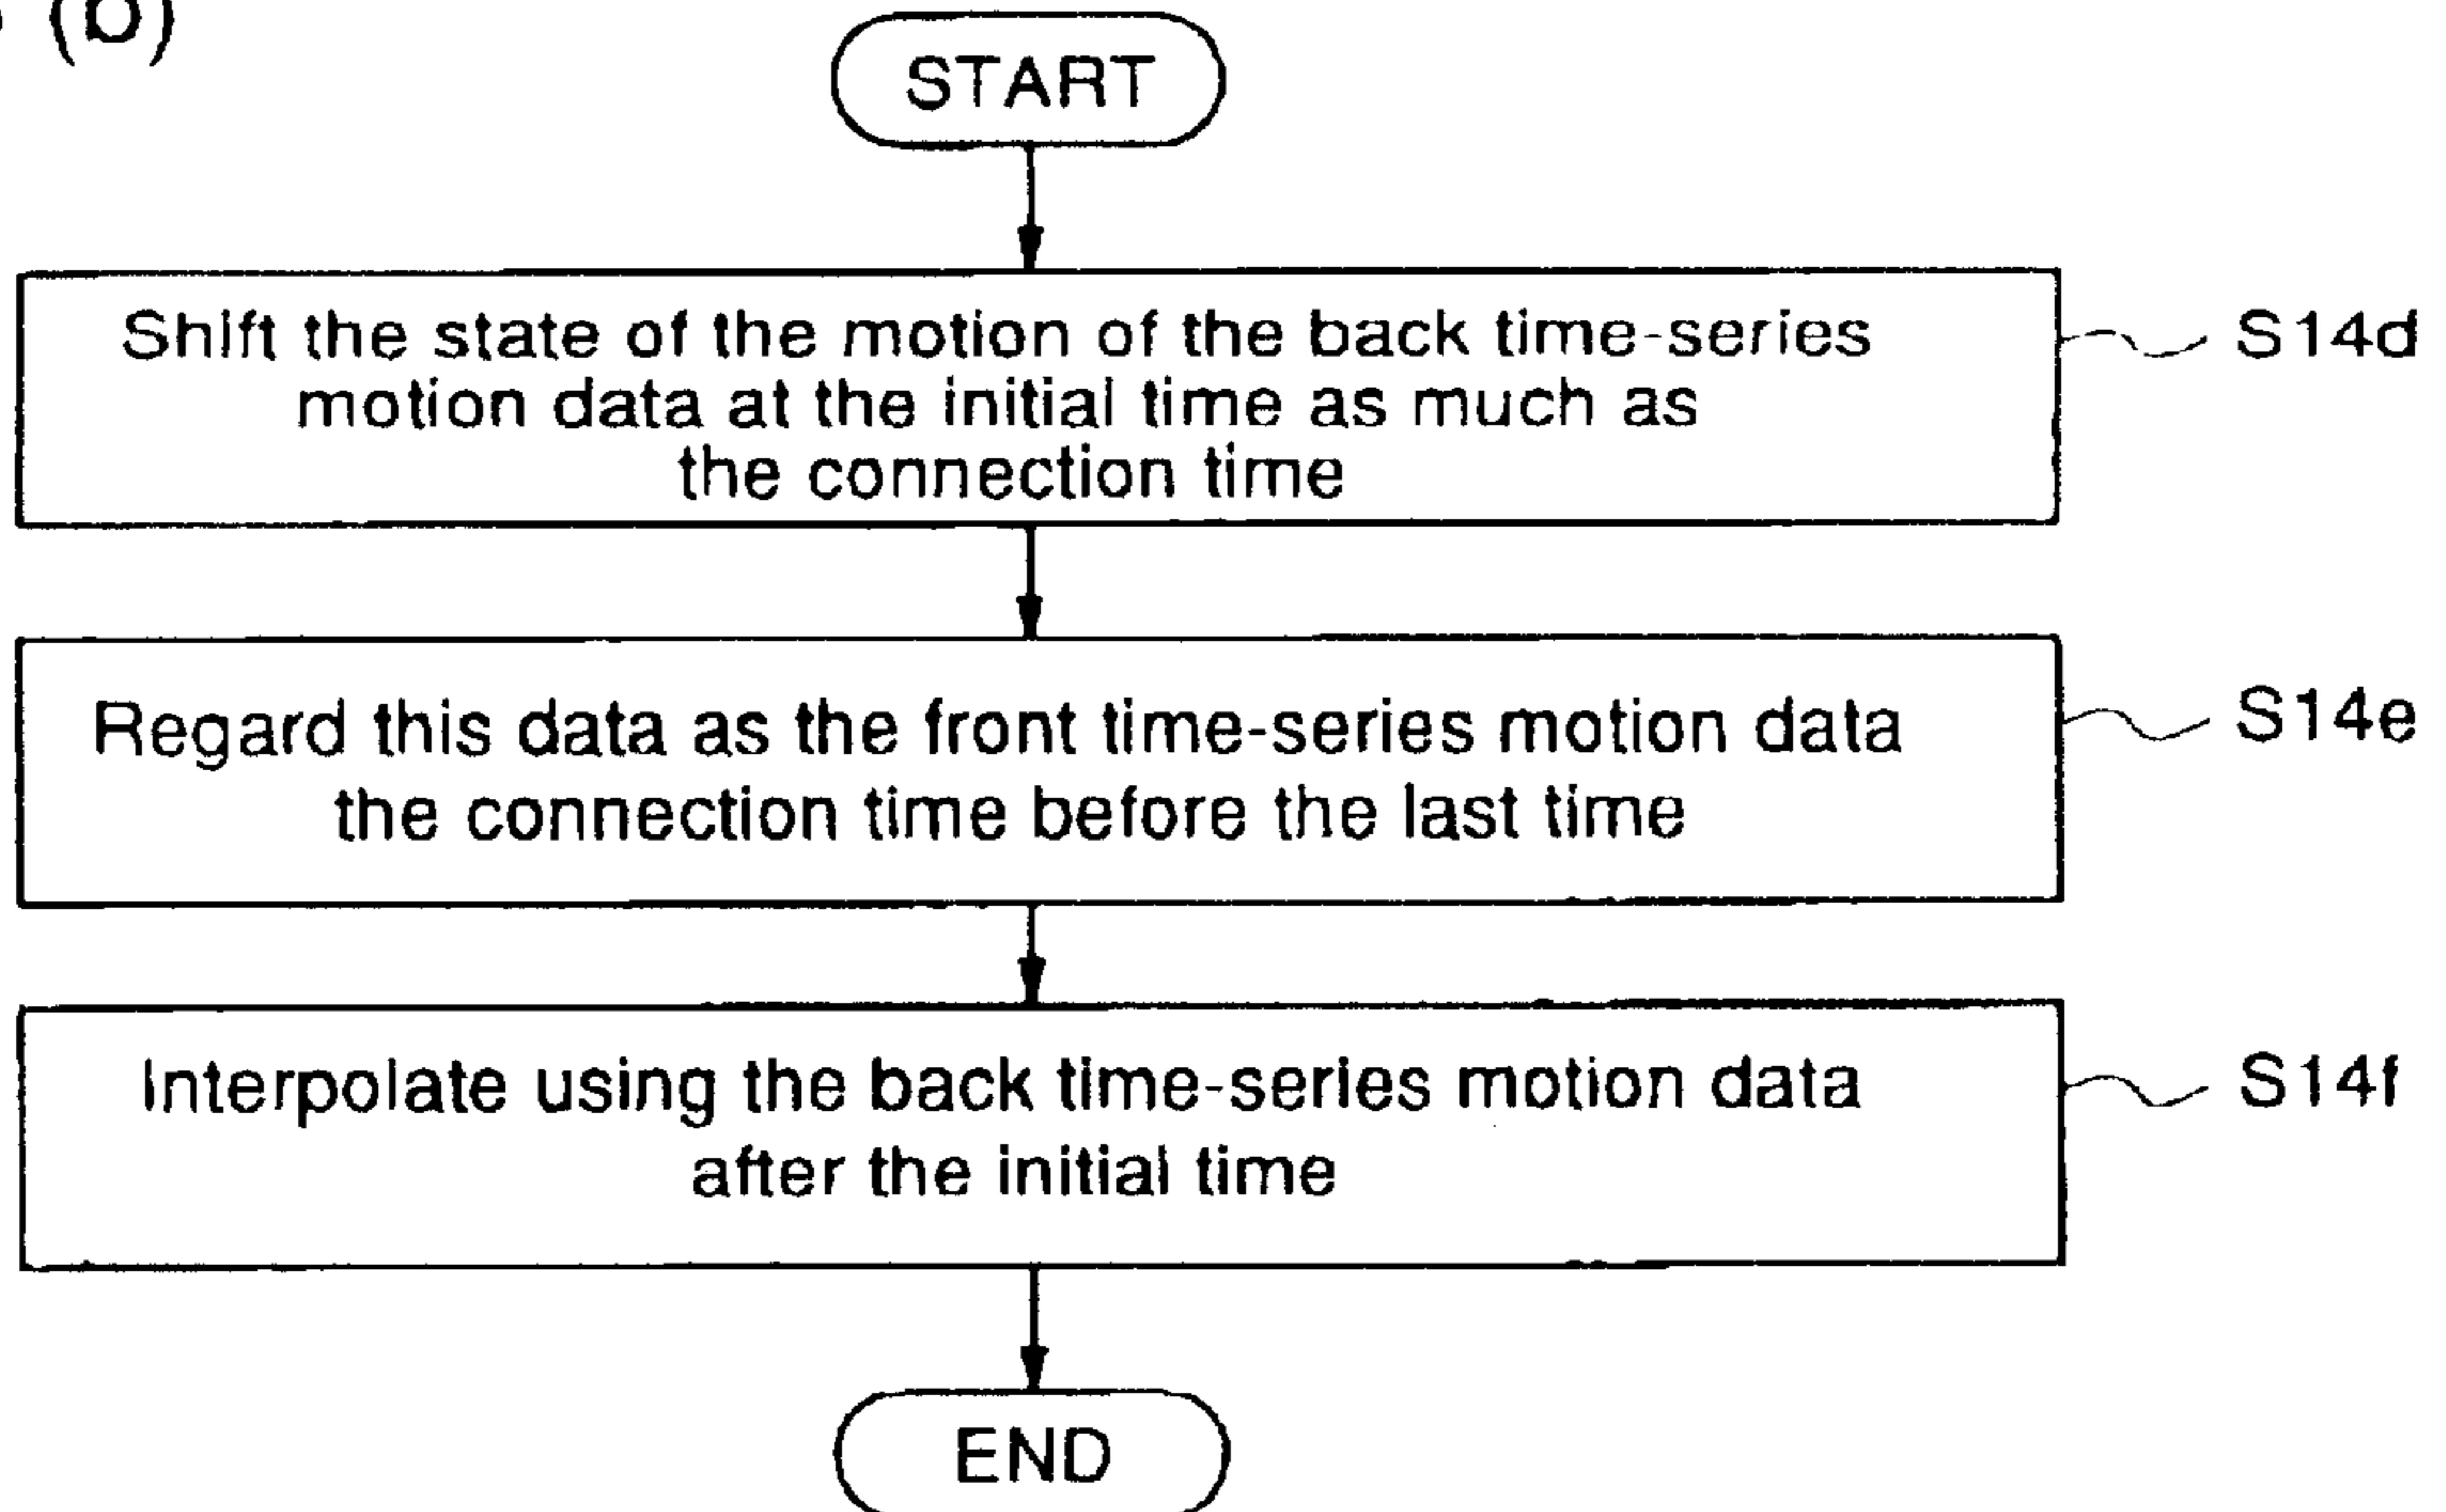 (b)
START
Shift the state of the motion of the back time-series
motion data at the initial time as much as
the connection time
S14d
Regard this data as the front time-series motion data
the connection time before the last time
S14e
Interpolate using the back time-series motion data
after the initial time
S14f
END